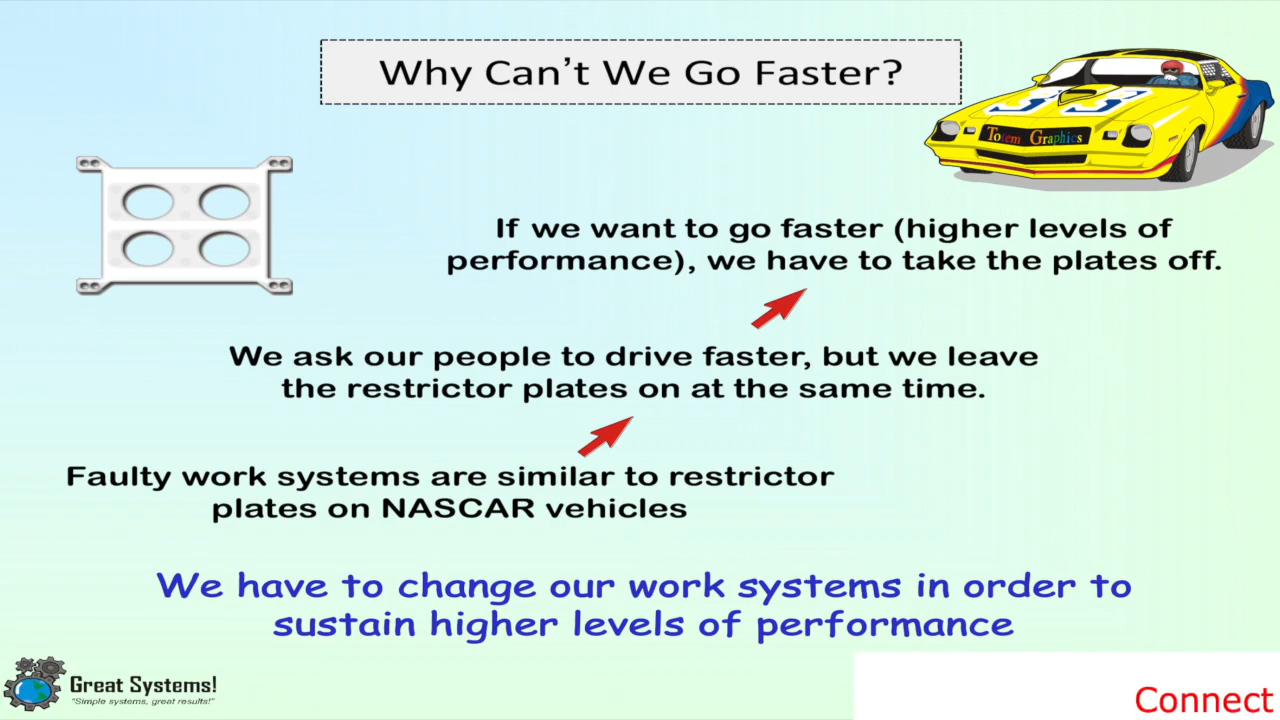 Why Can't We Go Faster?
Totem Graphics
If we want to go faster (higher levels of
performance), we have to take the plates off.
We ask our people to drive faster, but we leave
the restrictor plates on at the same time.
Faulty work systems are similar to restrictor
plates on NASCAR vehicles
We have to change our work systems in order to
sustain higher levels of performance
Great Systems!
"Simple systems, great results!"
Connect